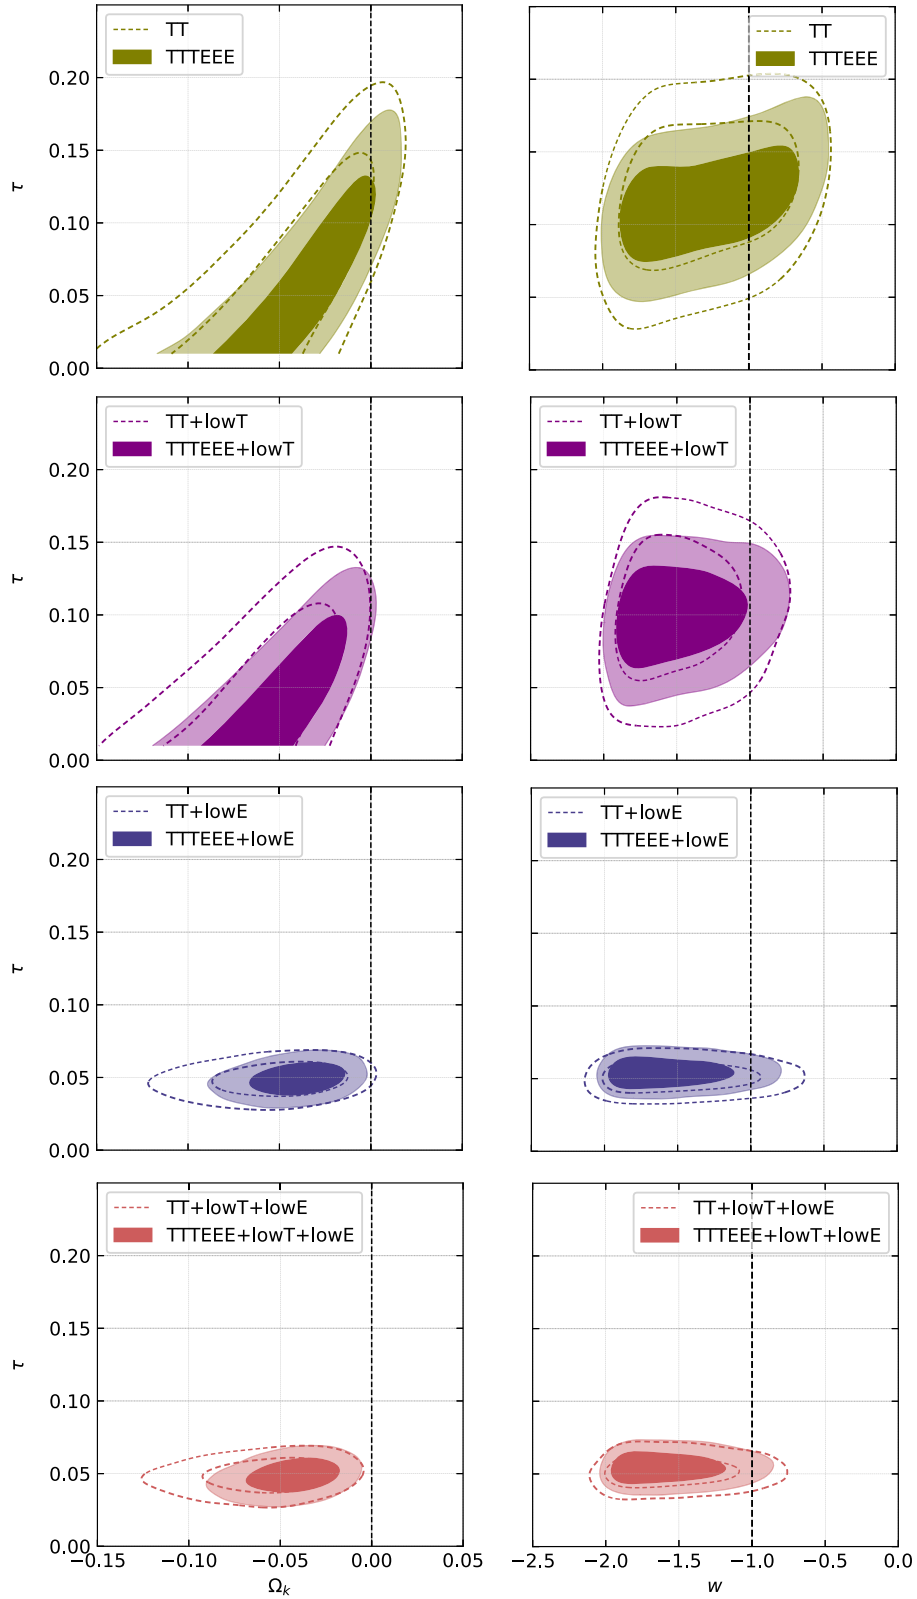 TT
TTTEEE
TT
TTTEEE
0.20
0.15
τ
0.10
0.05
0.00
−0.15
−0.10
−0.05
0.00
0.05
−2.5
−2.0
−1.5
−1.0
−0.5
0.0
TT+lowT
TTTEEE+lowT
TT+lowT
TTTEEE+lowT
0.20
0.15
τ
0.10
0.05
0.00
TT+lowE
TTTEEE+lowE
TT+lowE
TTTEEE+lowE
0.20
0.15
τ
0.10
0.05
0.00
TT+lowT+lowE
TTTEEE+lowT+lowE
TT+lowT+lowE
TTTEEE+lowT+lowE
0.20
0.15
τ
0.10
0.05
0.00
Ωk
w